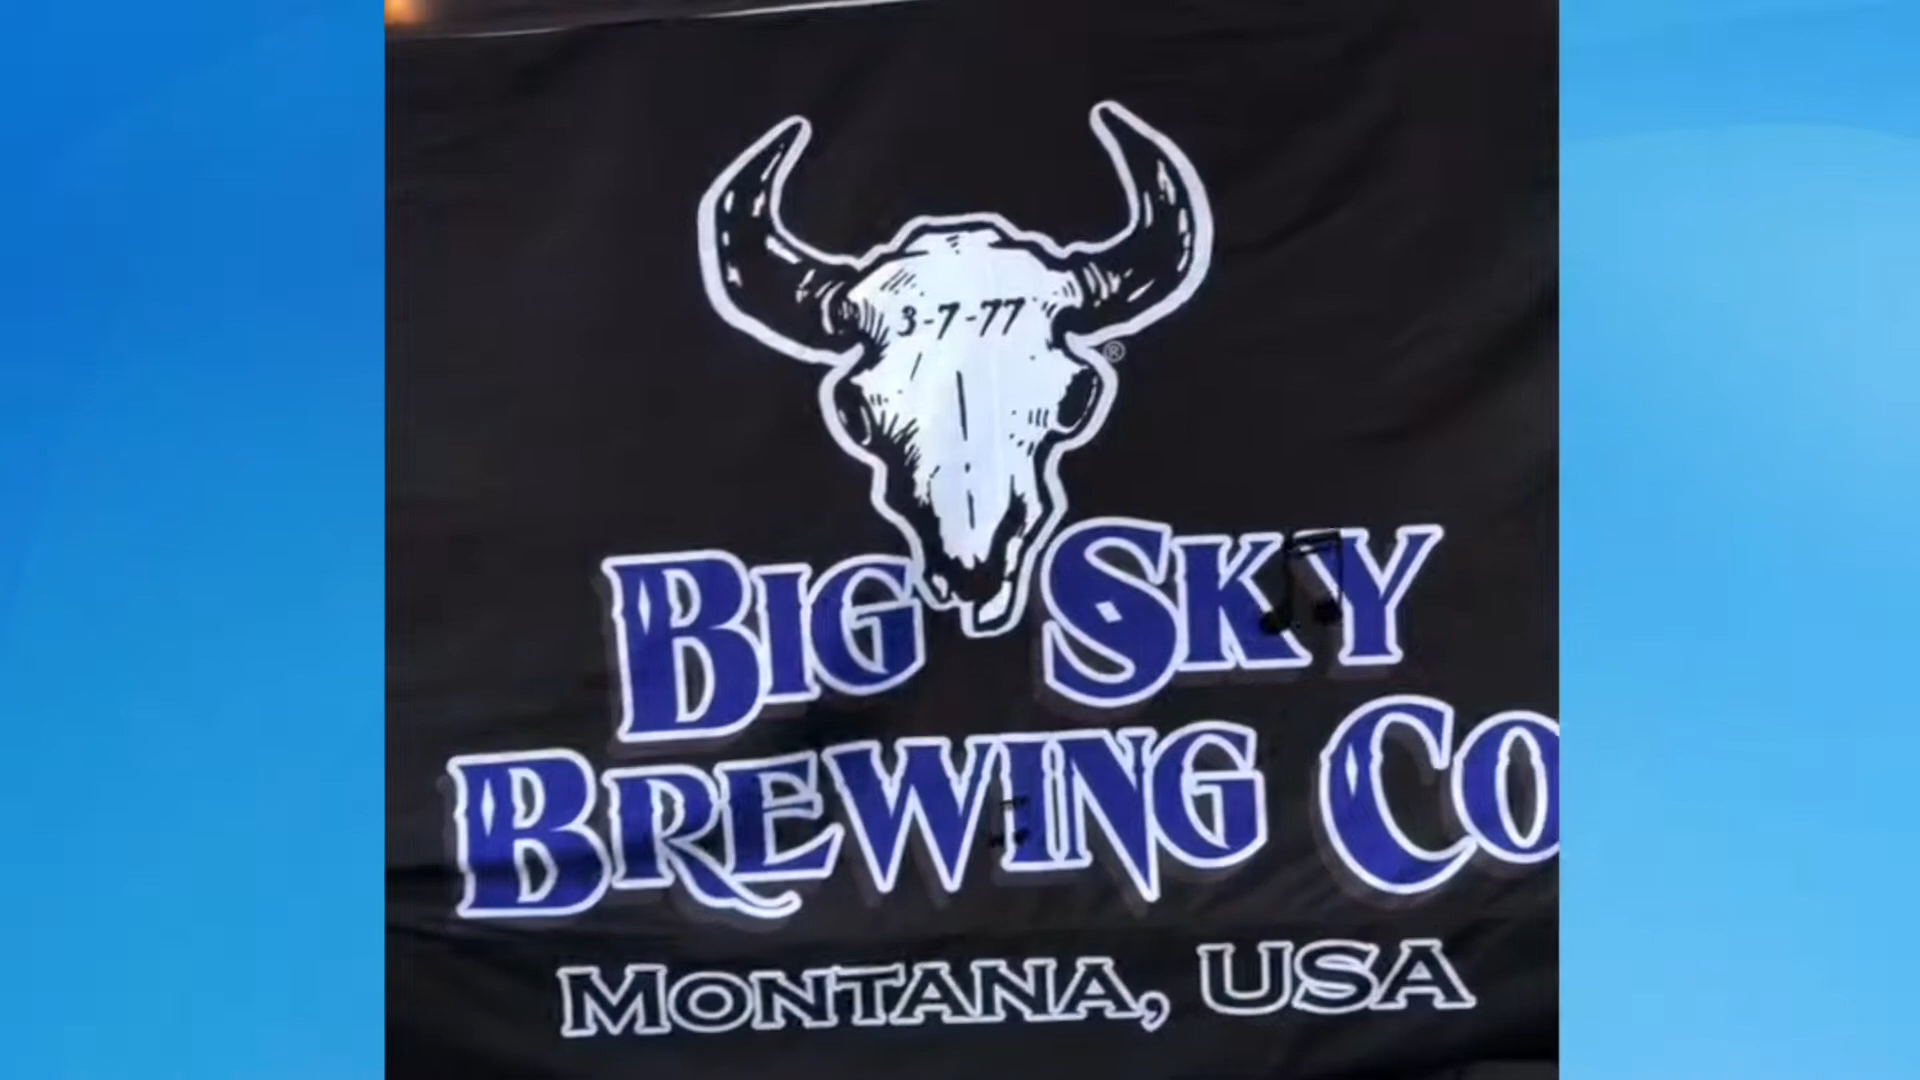 3-7-77
®
BIG SKY
BREWING CO
MONTANA, USA